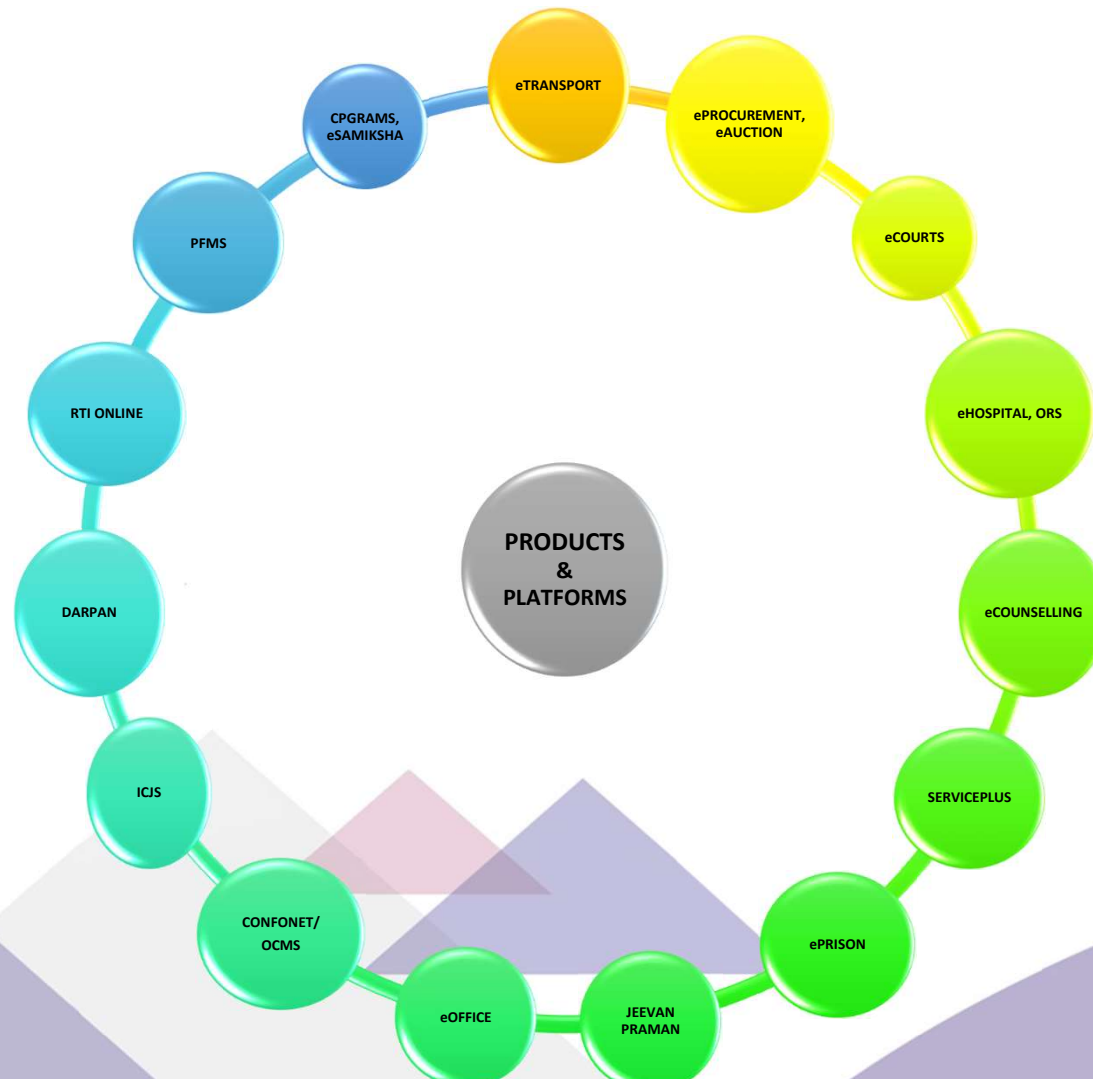 eTRANSPORT
ePROCUREMENT,
eAUCTION
eCOURTS
eHOSPITAL, ORS
eCOUNSELLING
SERVICEPLUS
ePRISON
JEEVAN
PRAMAN
eOFFICE
CONFONET/
OCMS
ICJS
DARPAN
RTI ONLINE
PFMS
CPGRAMS,
eSAMIKSHA
PRODUCTS
&
PLATFORMS